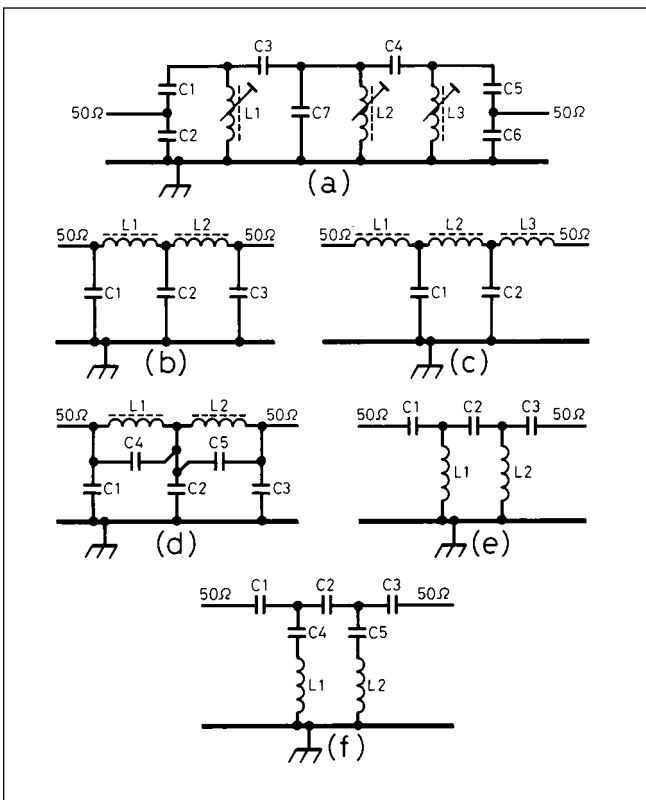 C3 C4
C1 C5
50Ω L1 C7 L2 L3 50Ω
C2 C6
(a)
50Ω L1 L2 50Ω
C1 C2 C3
(b)
50Ω L1 L2 L3 50Ω
C1 C2
(c)
50Ω L1 L2 50Ω
C4 C5
C1 C2 C3
(d)
50Ω C1 C2 C3 50Ω
L1 L2
(e)
50Ω C1 C2 C3 50Ω
C4 C5
L1 L2
(f)